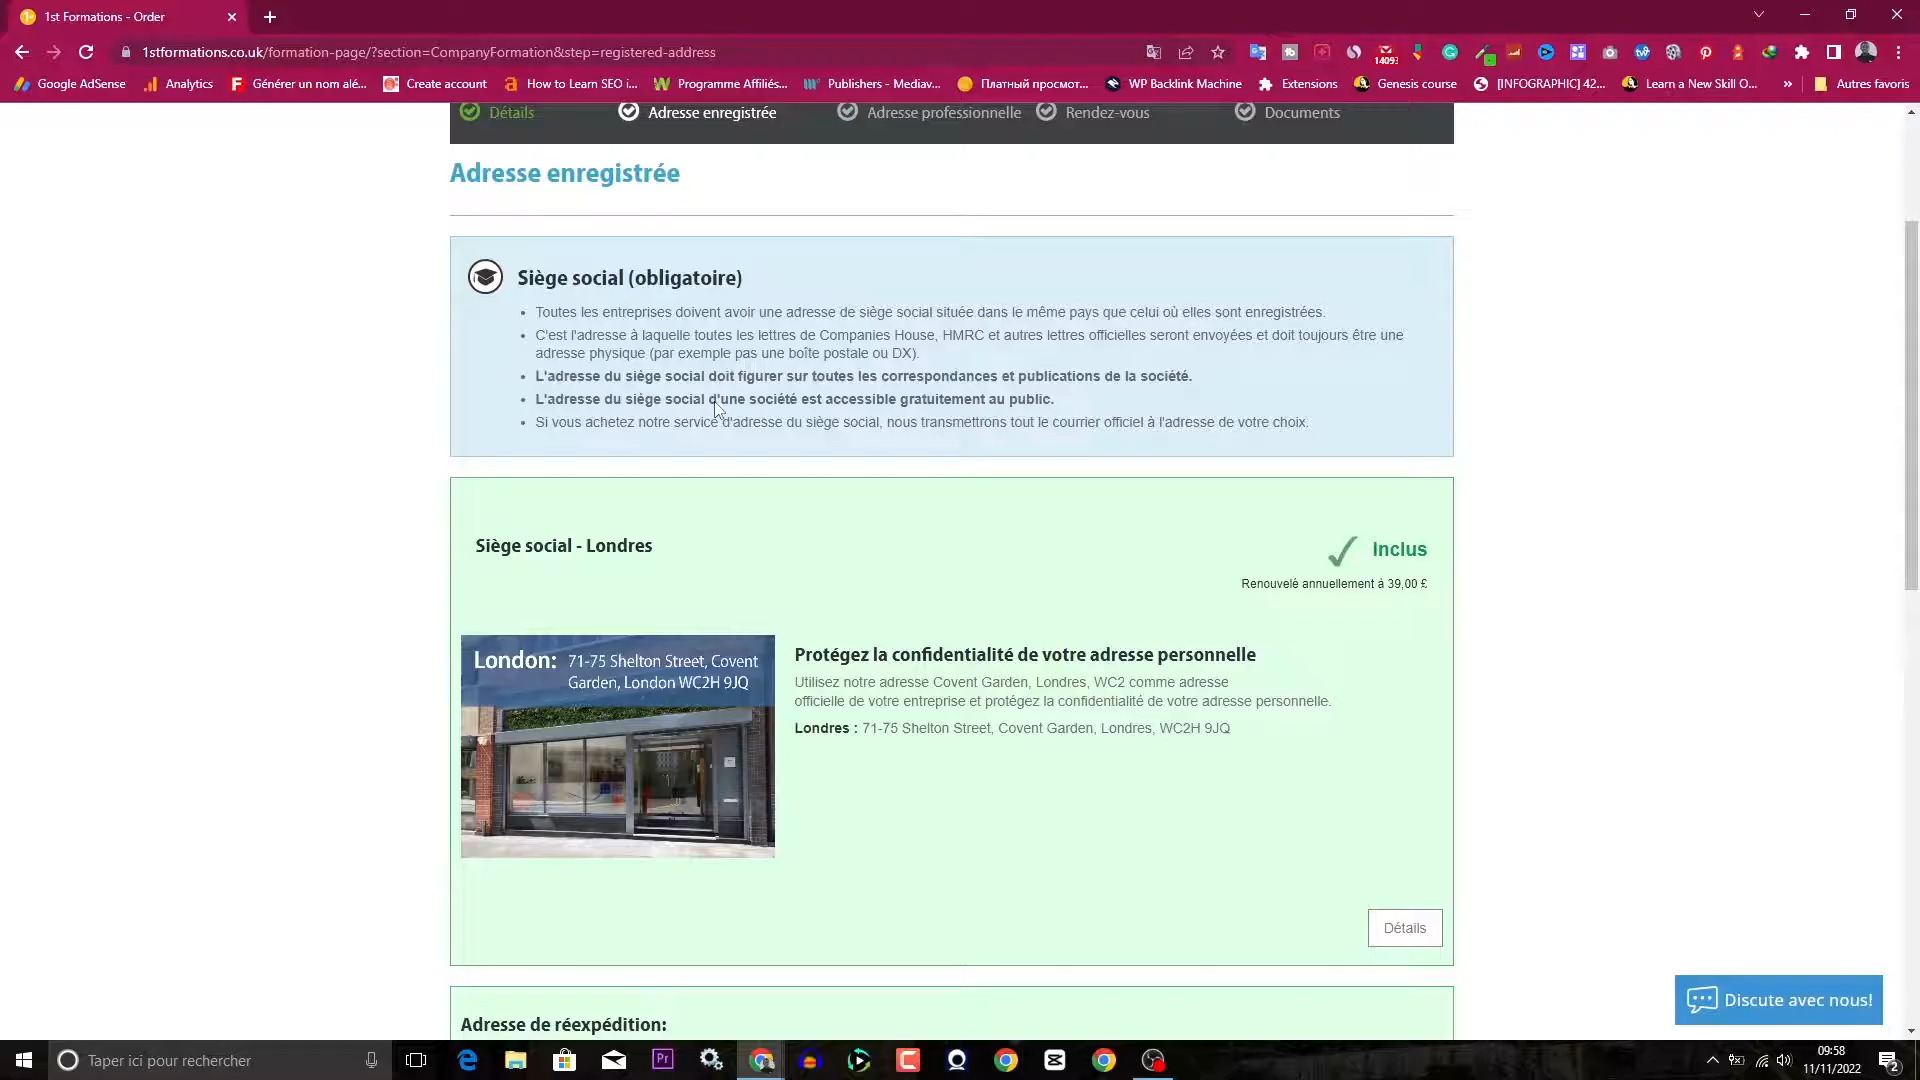 1st Formations - Order
1stformations.co.uk/formation-page/?section=CompanyFormation&step=registered-address
14093
Google AdSense
Analytics
Générer un nom alé...
Create account
How to Learn SEO i...
Programme Affiliés...
Publishers - Mediav...
Платный просмот...
WP Backlink Machine
Extensions
Genesis course
[INFOGRAPHIC] 42...
Learn a New Skill O...
»
Autres favoris
Détails
Adresse enregistrée
Adresse professionnelle
Rendez-vous
Documents
Adresse enregistrée
Siège social (obligatoire)
• Toutes les entreprises doivent avoir une adresse de siège social située dans le même pays que celui où elles sont enregistrées.
• C'est l'adresse à laquelle toutes les lettres de Companies House, HMRC et autres lettres officielles seront envoyées et doit toujours être une
adresse physique (par exemple pas une boîte postale ou DX).
• L'adresse du siège social doit figurer sur toutes les correspondances et publications de la société.
• L'adresse du siège social d'une société est accessible gratuitement au public.
• Si vous achetez notre service d'adresse du siège social, nous transmettrons tout le courrier officiel à l'adresse de votre choix.
Siège social - Londres
Inclus
Renouvelé annuellement à 39,00 £
London: 71-75 Shelton Street, Covent
Garden, London WC2H 9JQ
Protégez la confidentialité de votre adresse personnelle
Utilisez notre adresse Covent Garden, Londres, WC2 comme adresse
officielle de votre entreprise et protégez la confidentialité de votre adresse personnelle.
Londres : 71-75 Shelton Street, Covent Garden, Londres, WC2H 9JQ
Détails
Adresse de réexpédition:
Discute avec nous!
Taper ici pour rechercher
Pr
09:58
11/11/2022
2